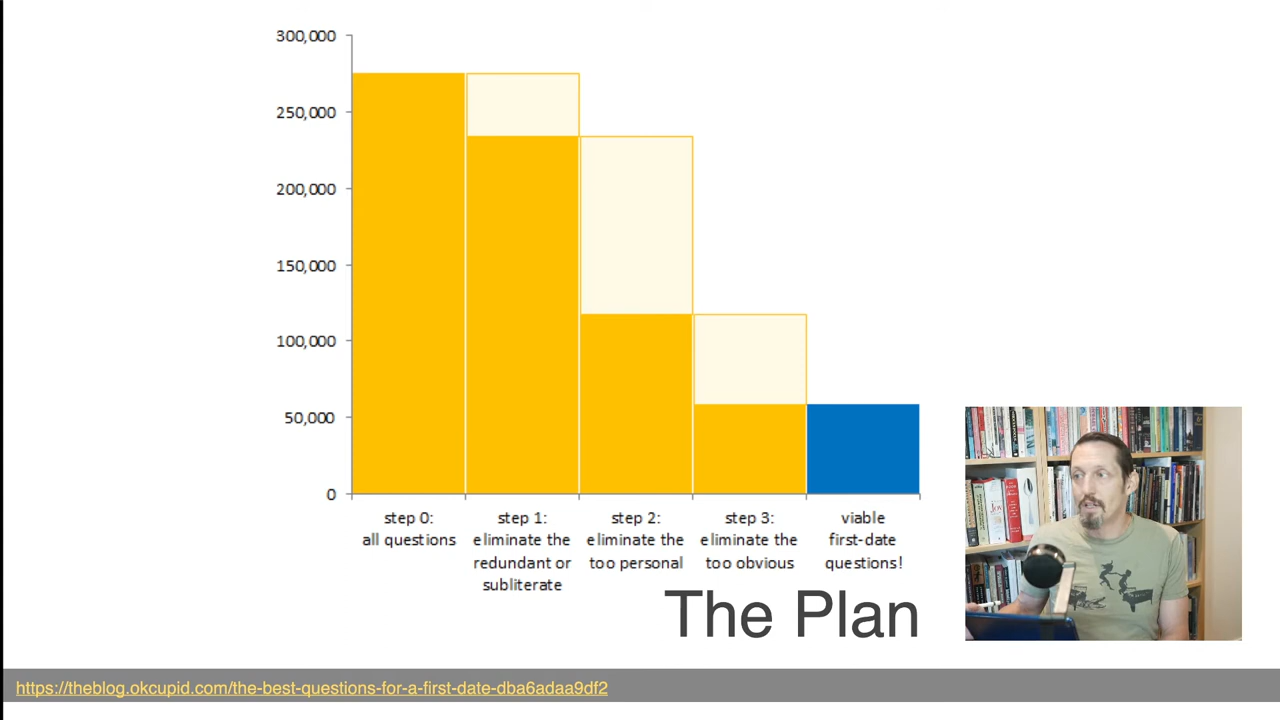 300,000
250,000
200,000
150,000
100,000
50,000
0
step 0:
all questions
step 1:
eliminate the
redundant or
subliterate
step 2:
eliminate the
too personal
step 3:
eliminate the
too obvious
viable
first-date
questions!
The Plan
https://theblog.okcupid.com/the-best-questions-for-a-first-date-dba6adaa9df2